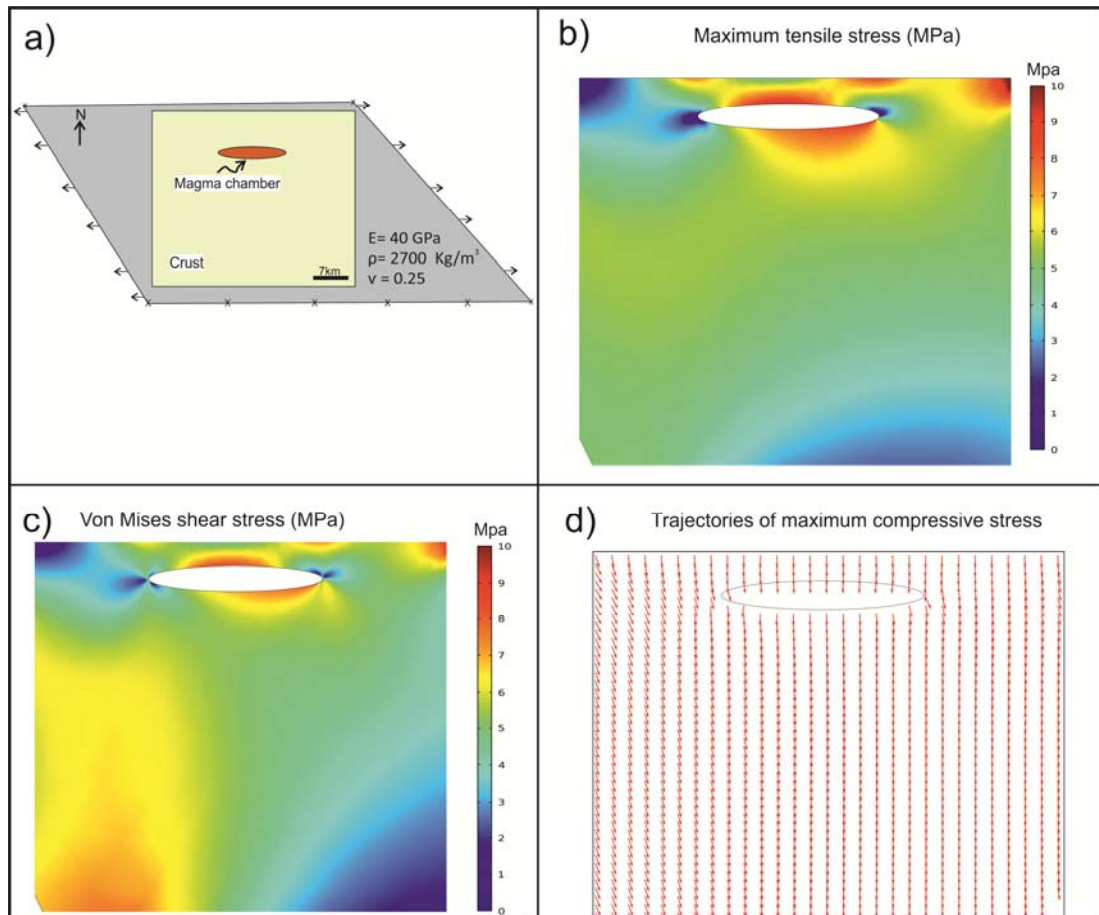 a)
N
Magma chamber
Crust
7km
E= 40 GPa
ρ= 2700 Kg/m³
ν = 0.25
b)
Maximum tensile stress (MPa)
Mpa
10
9
8
7
6
5
4
3
2
1
0
c)
Von Mises shear stress (MPa)
Mpa
10
9
8
7
6
5
4
3
2
1
0
d)
Trajectories of maximum compressive stress